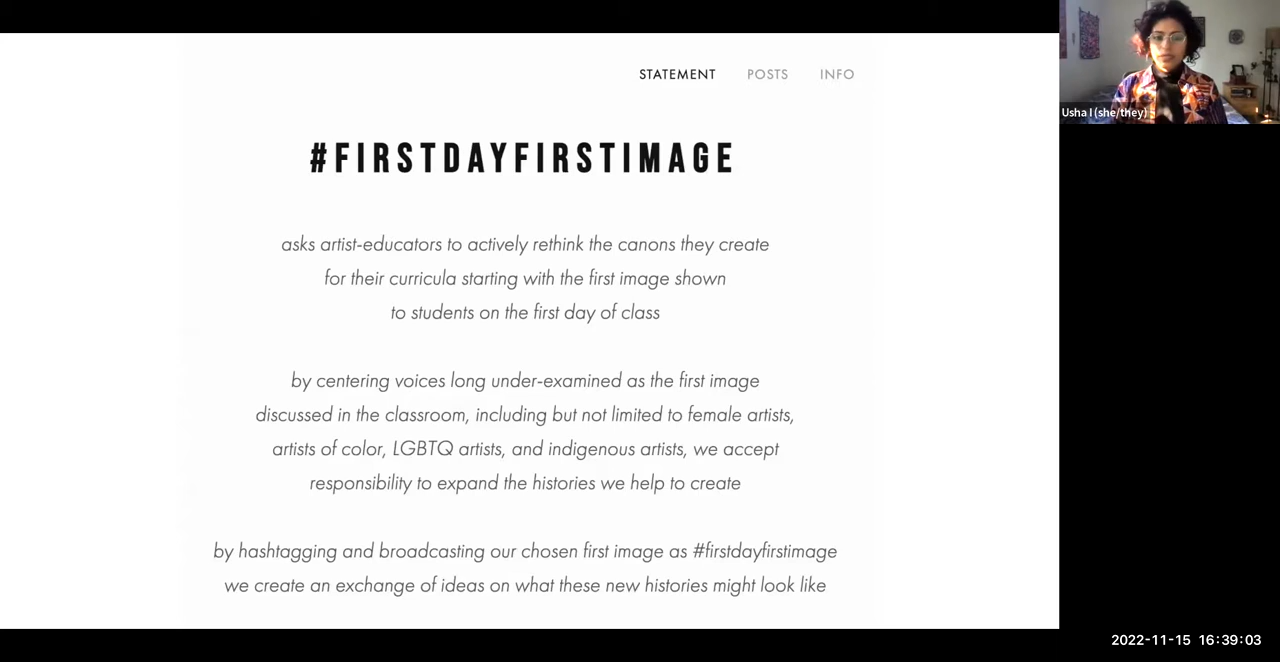 STATEMENT POSTS INFO
#FIRSTDAYFIRSTIMAGE
asks artist-educators to actively rethink the canons they create
for their curricula starting with the first image shown
to students on the first day of class
by centering voices long under-examined as the first image
discussed in the classroom, including but not limited to female artists,
artists of color, LGBTQ artists, and indigenous artists, we accept
responsibility to expand the histories we help to create
by hashtagging and broadcasting our chosen first image as #firstdayfirstimage
we create an exchange of ideas on what these new histories might look like
Usha I (she/they)
2022-11-15 16:39:03